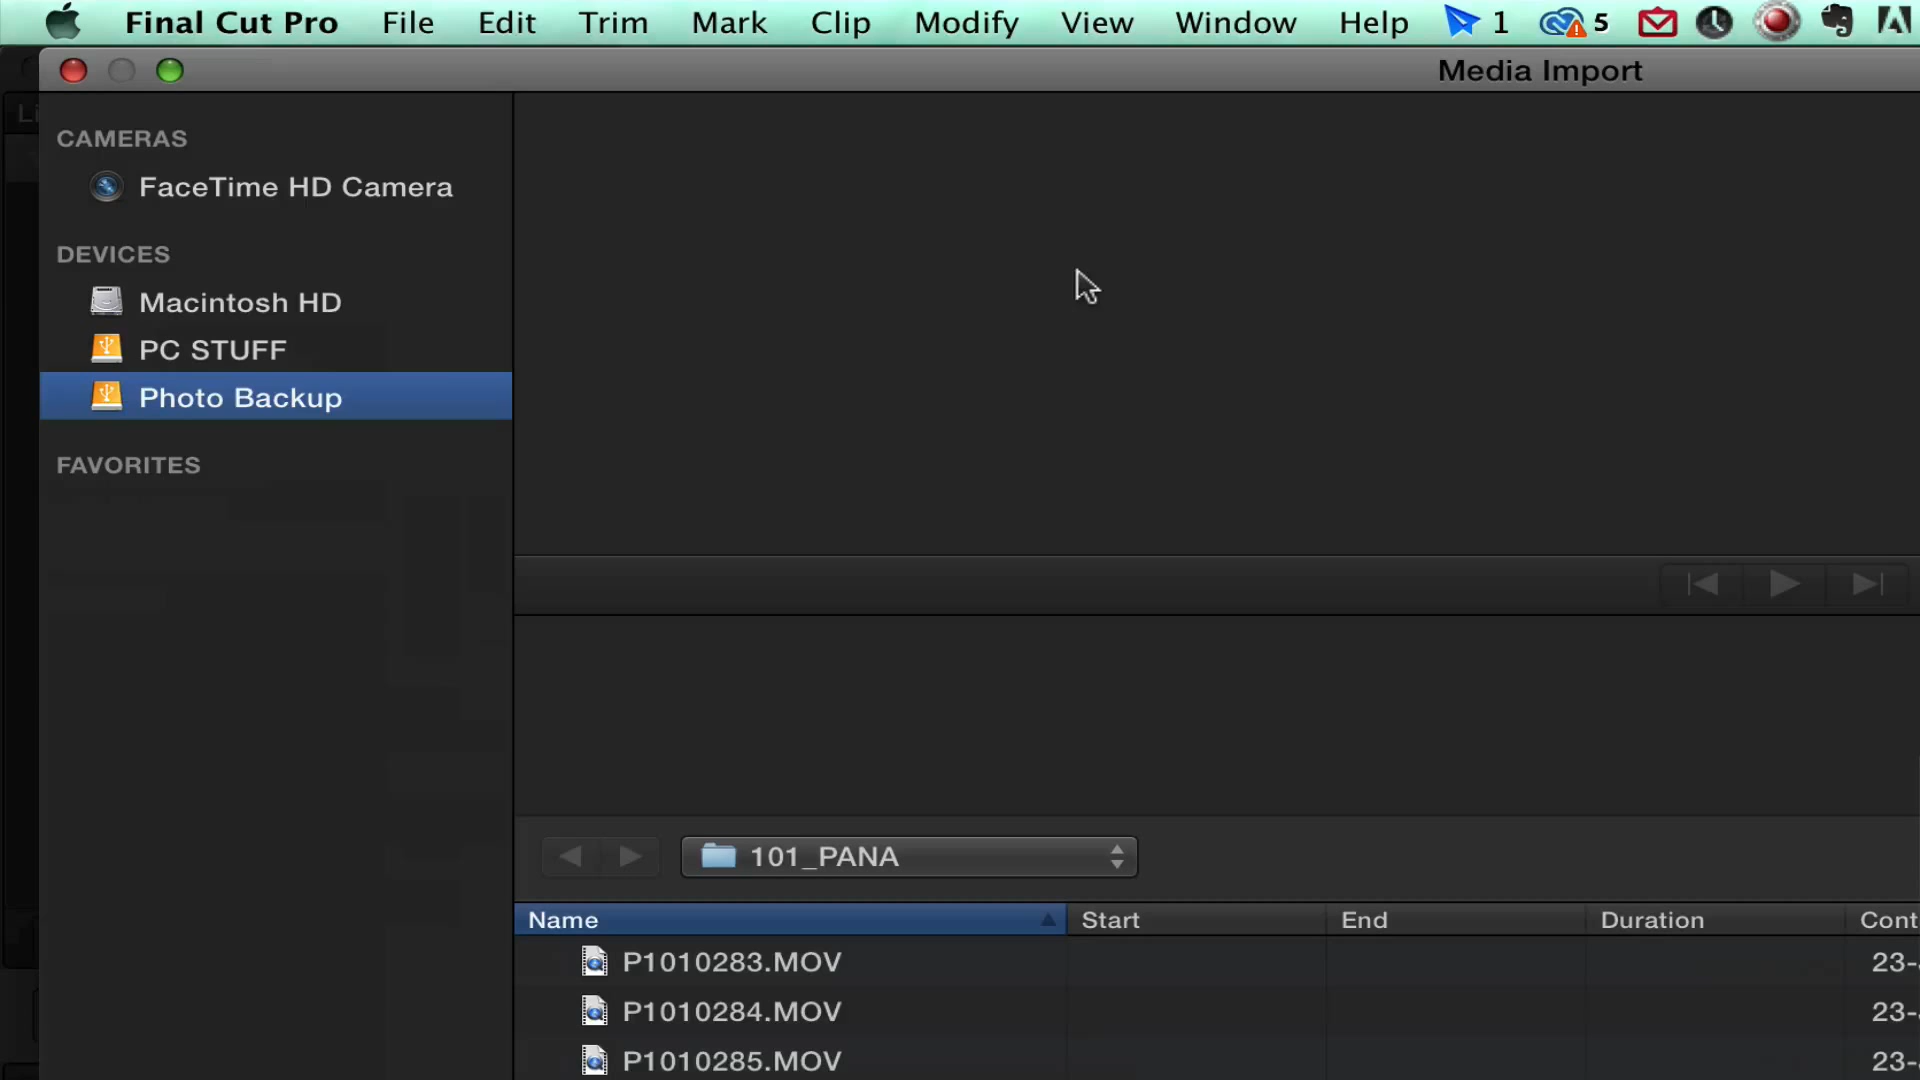 Final Cut Pro File Edit Trim Mark Clip Modify View Window Help 1 5
Media Import
CAMERAS
FaceTime HD Camera
DEVICES
Macintosh HD
PC STUFF
Photo Backup
FAVORITES
101_PANA
Name Start End Duration Cont
P1010283.MOV 23-
P1010284.MOV 23-
P1010285.MOV 23-